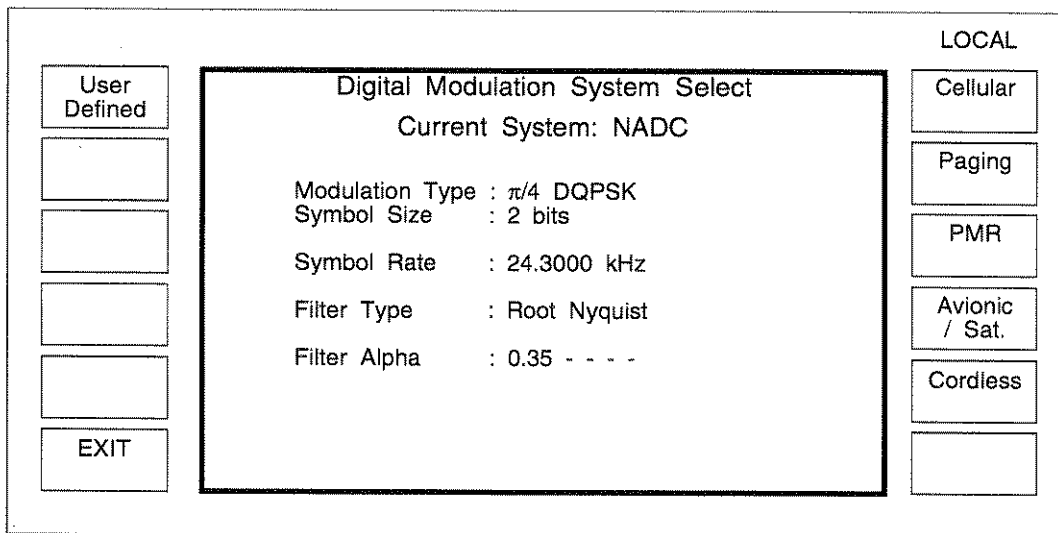 LOCAL
User
Defined
EXIT
Digital Modulation System Select
Current System: NADC
Modulation Type : π/4 DQPSK
Symbol Size : 2 bits
Symbol Rate : 24.3000 kHz
Filter Type : Root Nyquist
Filter Alpha : 0.35 - - - -
Cellular
Paging
PMR
Avionic
/ Sat.
Cordless